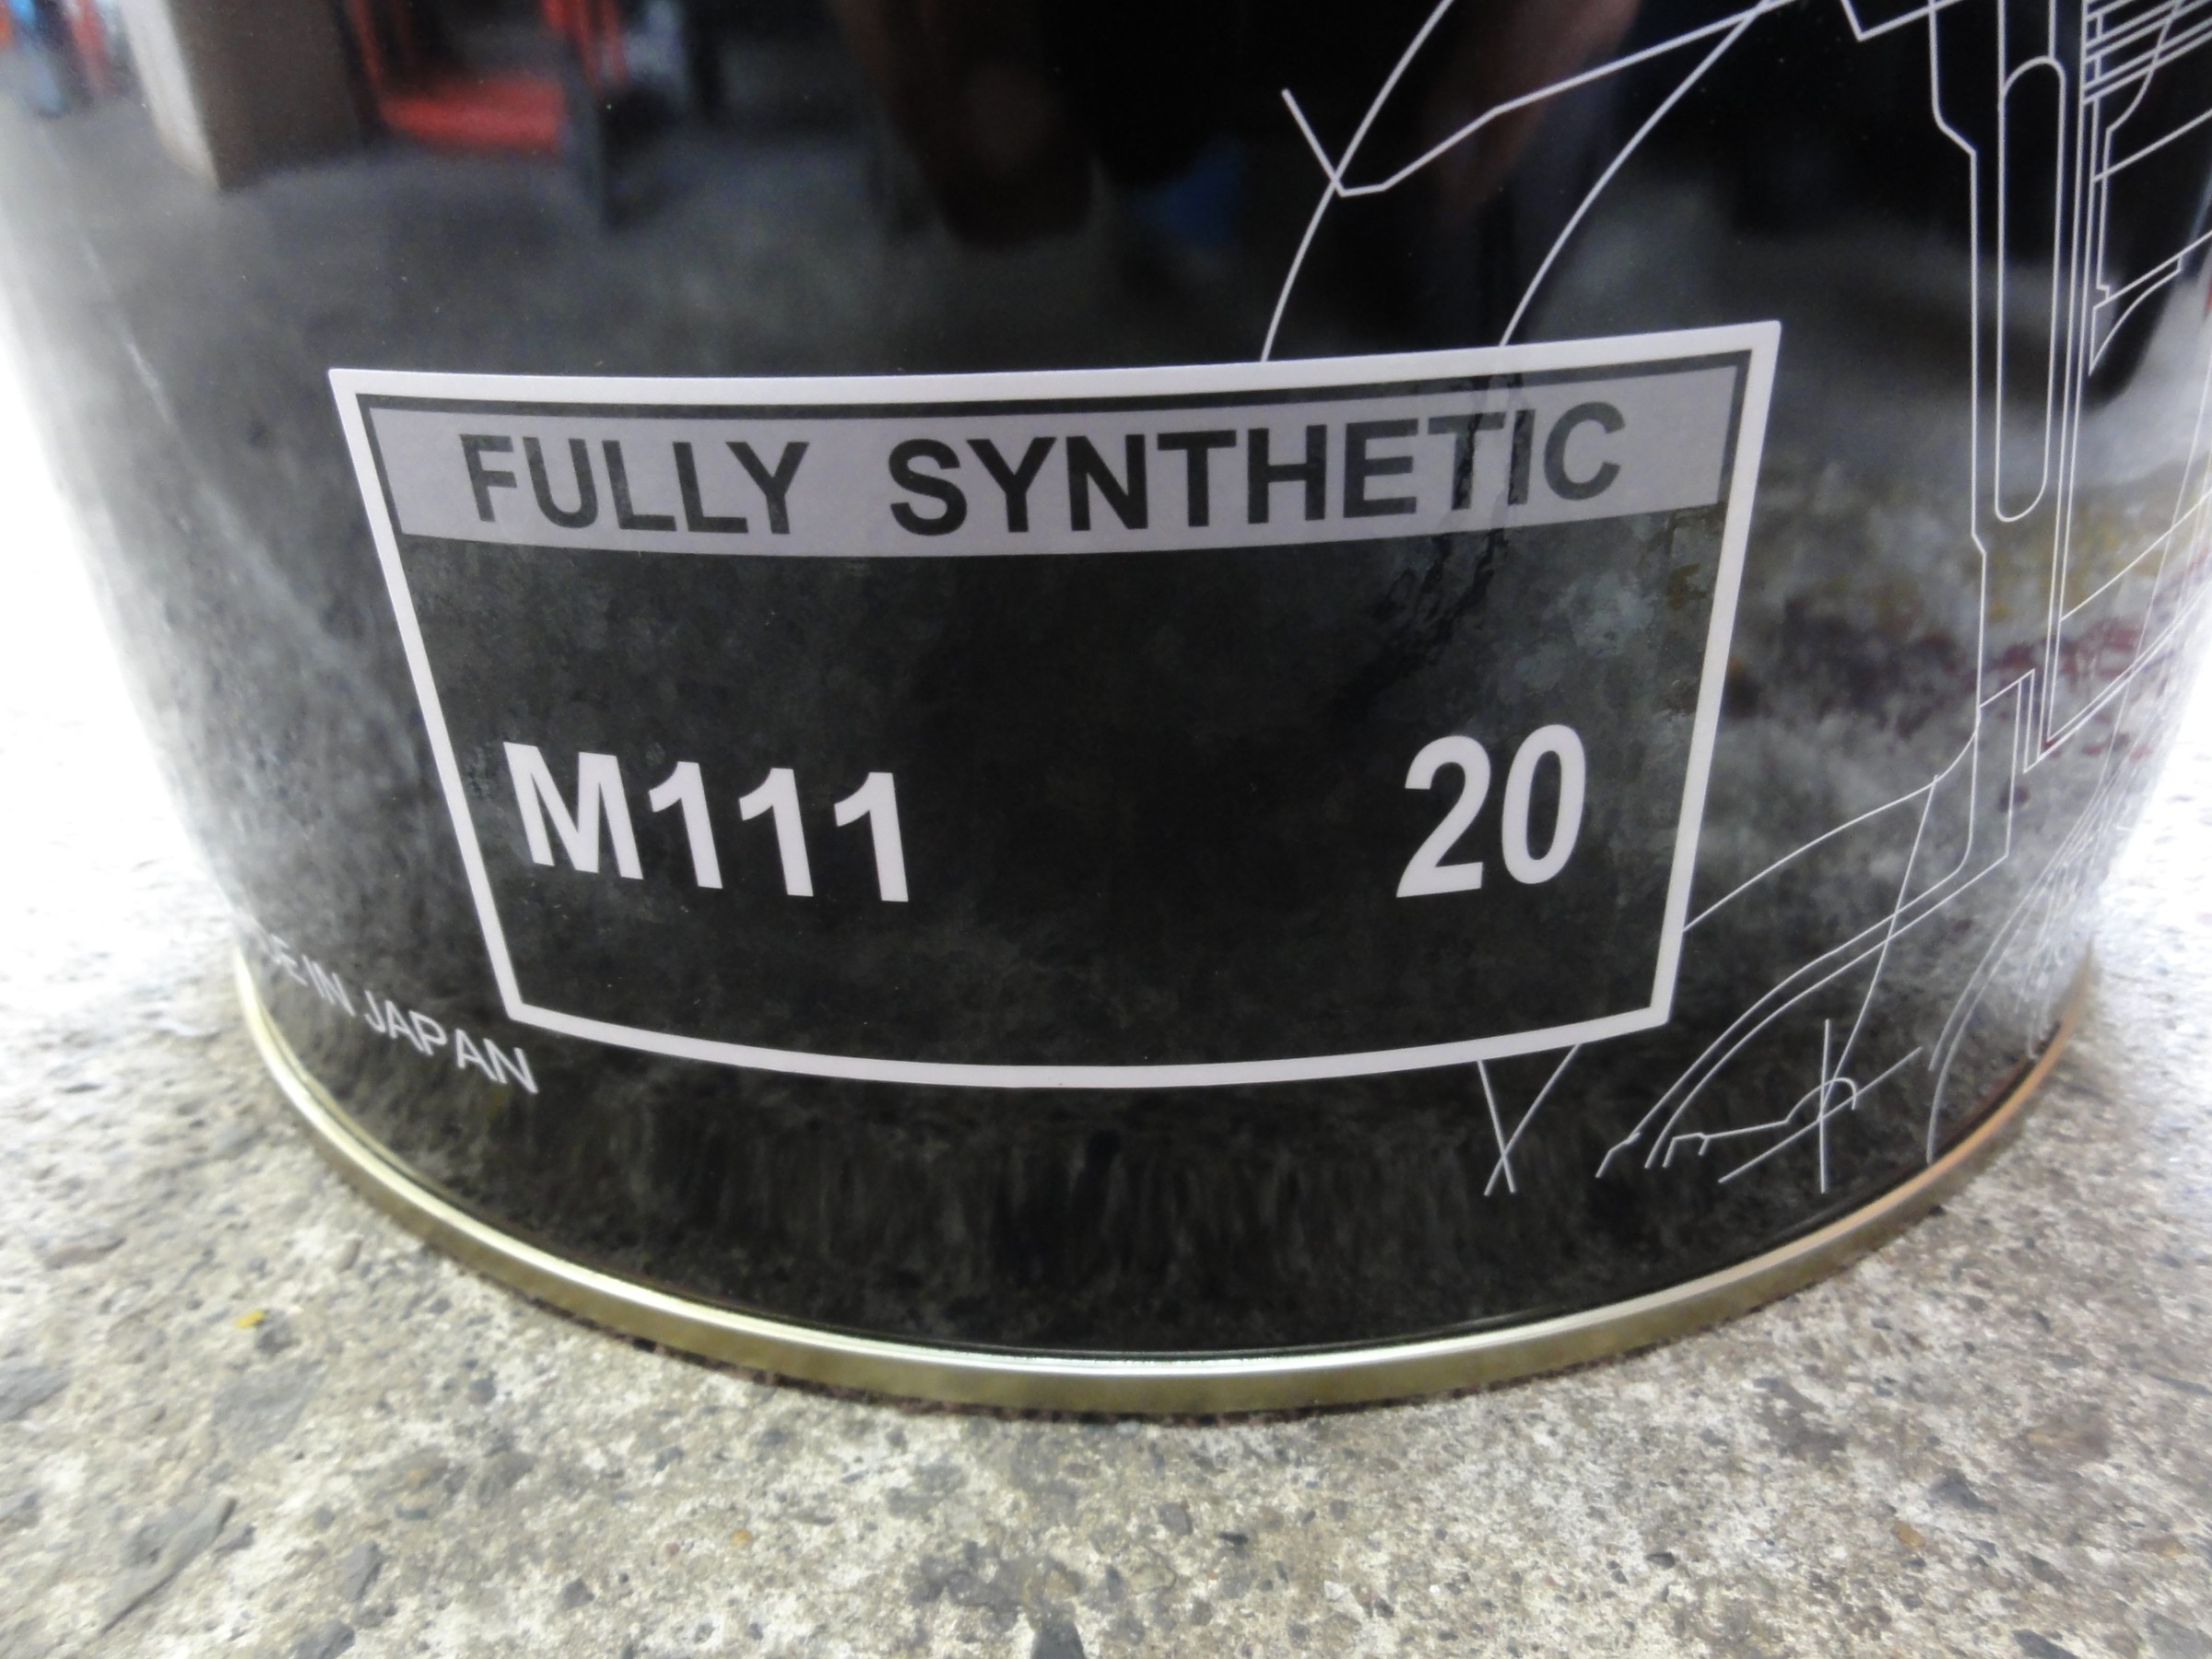 FULLY SYNTHETIC
M111 20
IN JAPAN